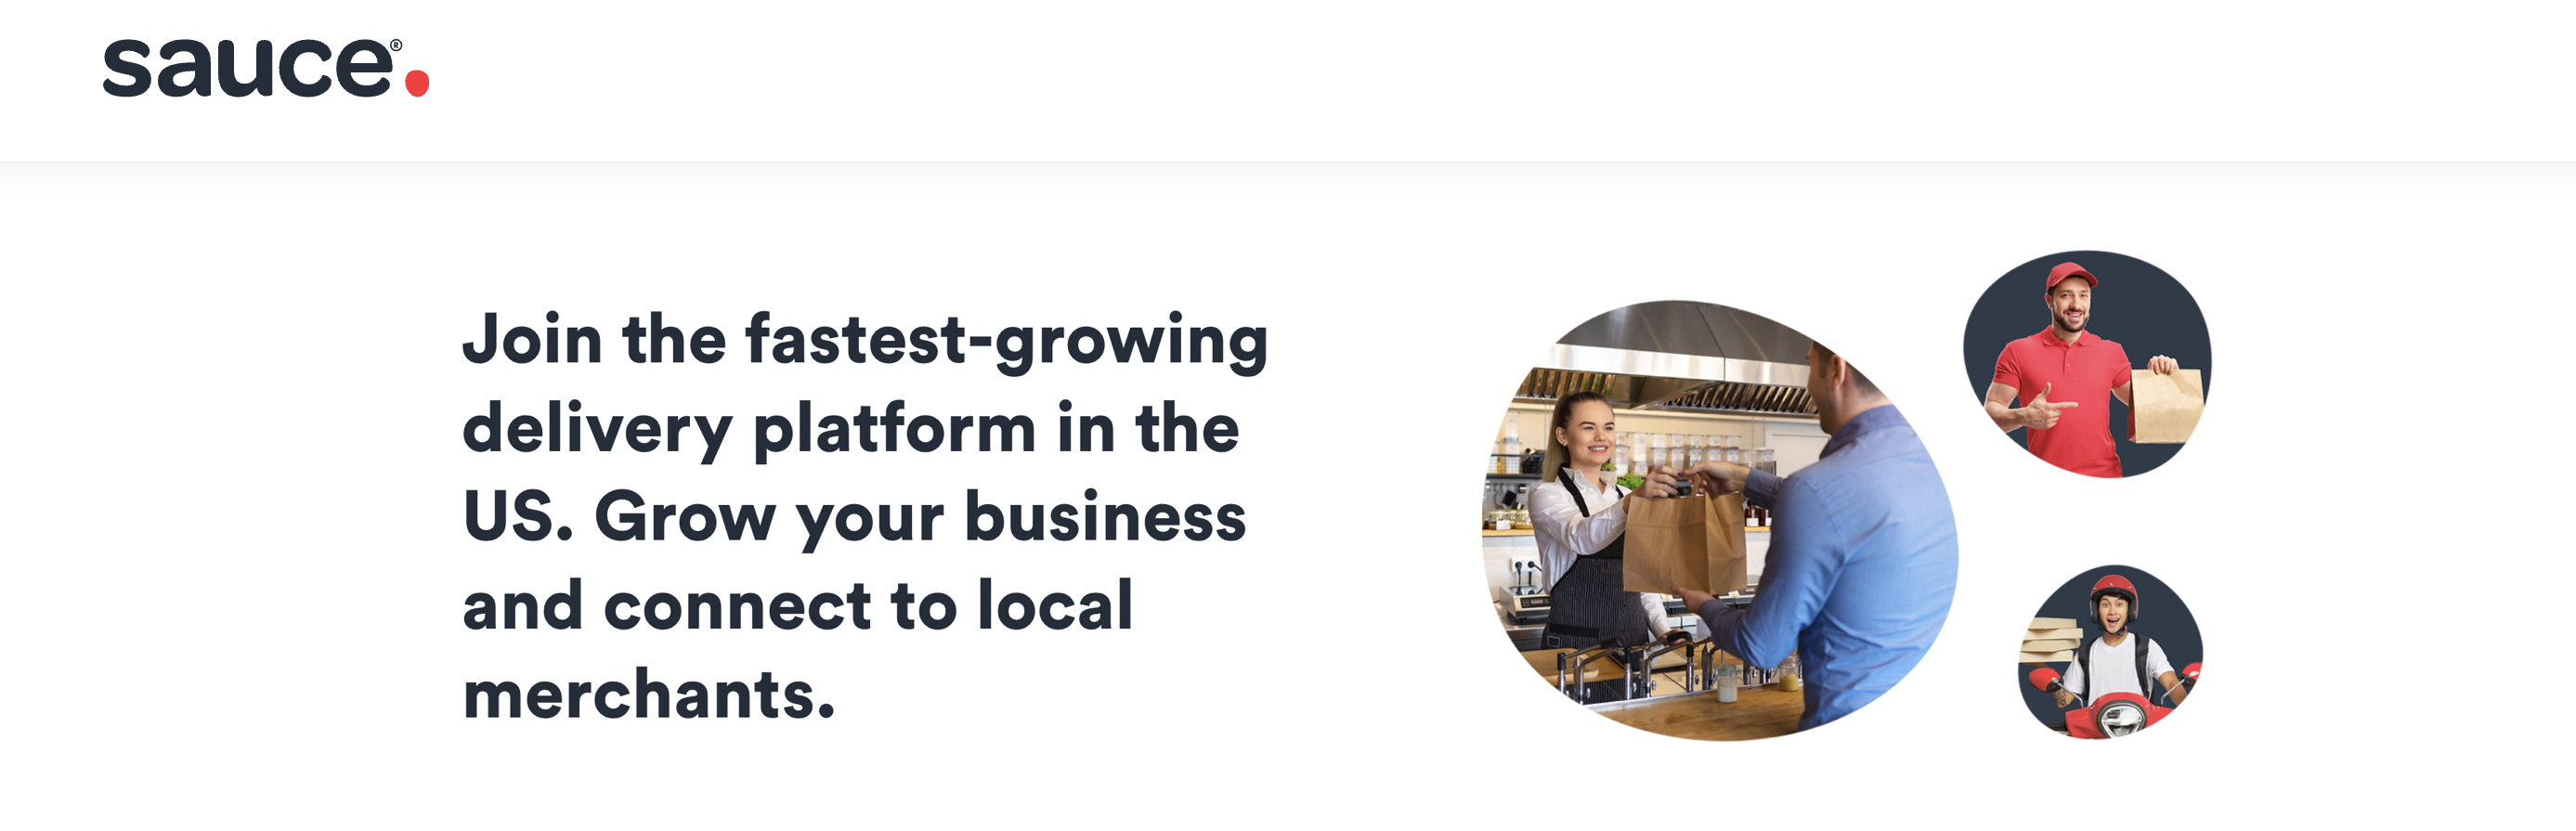 sauce®
Join the fastest-growing
delivery platform in the
US. Grow your business
and connect to local
merchants.